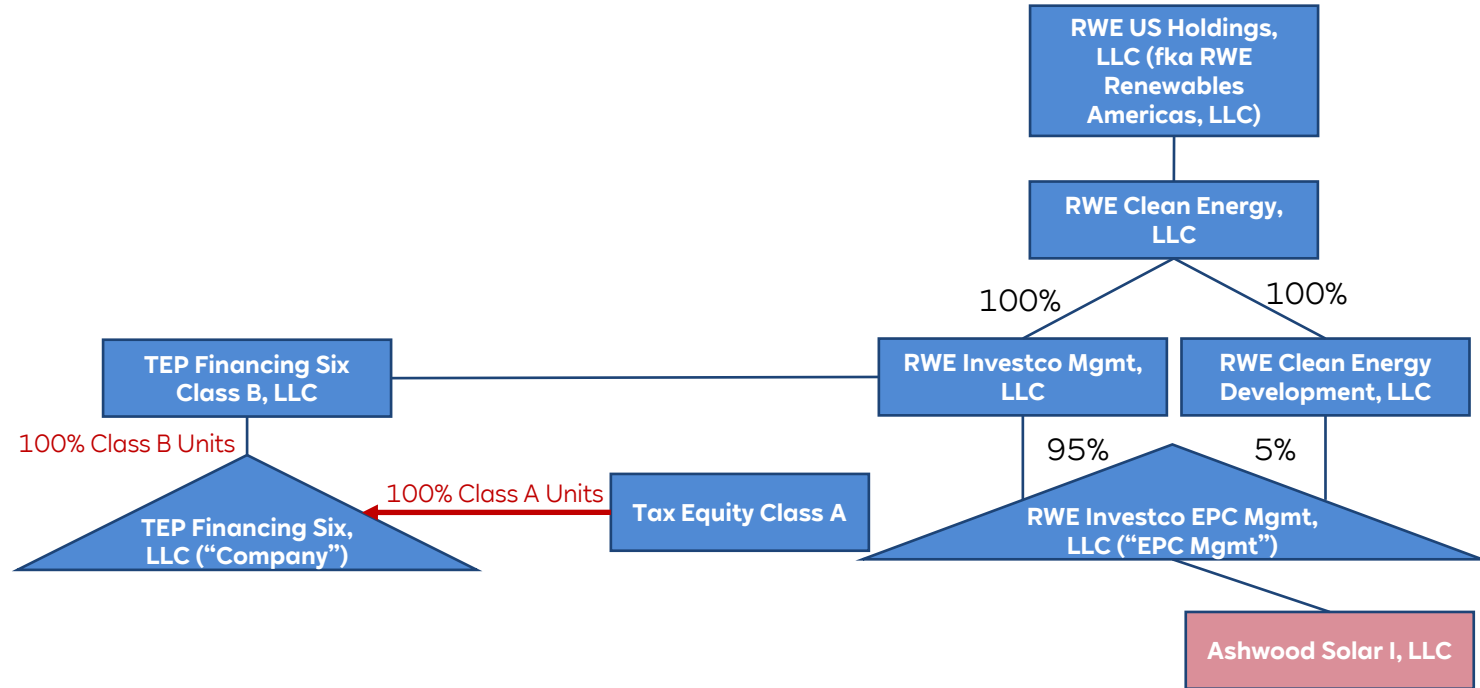 RWE US Holdings,
LLC (fka RWE
Renewables
Americas, LLC)
RWE Clean Energy,
LLC
100%
100%
TEP Financing Six
Class B, LLC
RWE Investco Mgmt,
LLC
RWE Clean Energy
Development, LLC
100% Class B Units
95%
5%
100% Class A Units
Tax Equity Class A
TEP Financing Six,
LLC (“Company”)
RWE Investco EPC Mgmt,
LLC (“EPC Mgmt”)
Ashwood Solar I, LLC